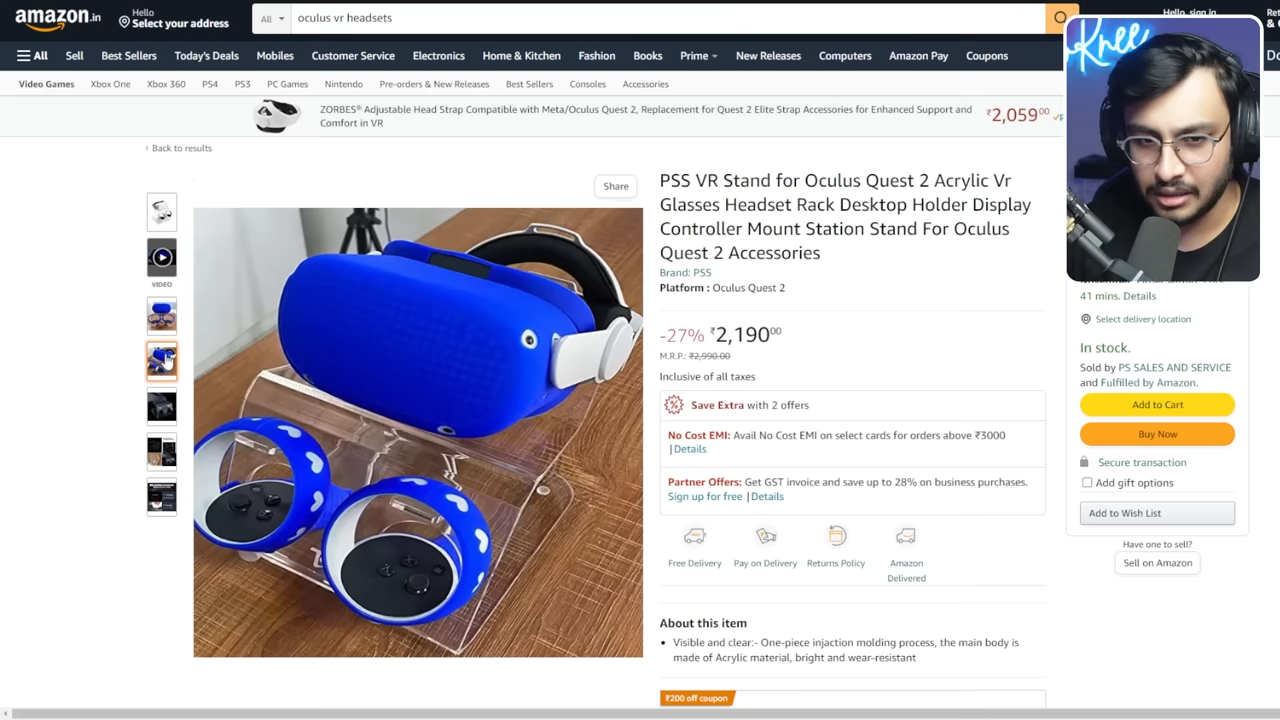 amazon.in
Hello
Select your address
All
oculus vr headsets
Hello, sign in
Ret
All
Sell
Best Sellers
Today's Deals
Mobiles
Customer Service
Electronics
Home & Kitchen
Fashion
Books
Prime
New Releases
Computers
Amazon Pay
Coupons
Video Games
Xbox One
Xbox 360
PS4
PS3
PC Games
Nintendo
Pre-orders & New Releases
Best Sellers
Consoles
Accessories
ZORBES® Adjustable Head Strap Compatible with Meta/Oculus Quest 2, Replacement for Quest 2 Elite Strap Accessories for Enhanced Support and
Comfort in VR
₹2,05900
‹ Back to results
Share
VIDEO
PSS VR Stand for Oculus Quest 2 Acrylic Vr
Glasses Headset Rack Desktop Holder Display
Controller Mount Station Stand For Oculus
Quest 2 Accessories
Brand: PSS
Platform : Oculus Quest 2
-27% ₹2,19000
M.R.P.: ₹2,990.00
Inclusive of all taxes
Save Extra with 2 offers
No Cost EMI: Avail No Cost EMI on select cards for orders above ₹3000
|Details
Partner Offers: Get GST invoice and save up to 28% on business purchases.
Sign up for free |Details
Free Delivery
Pay on Delivery
Returns Policy
Amazon
Delivered
About this item
• Visible and clear:- One-piece injaction molding process, the main body is
made of Acrylic material, bright and wear-resistant
₹200 off coupon
41 mins. Details
Select delivery location
In stock.
Sold by PS SALES AND SERVICE
and Fulfilled by Amazon.
Add to Cart
Buy Now
Secure transaction
Add gift options
Add to Wish List
Have one to sell?
Sell on Amazon
Knee